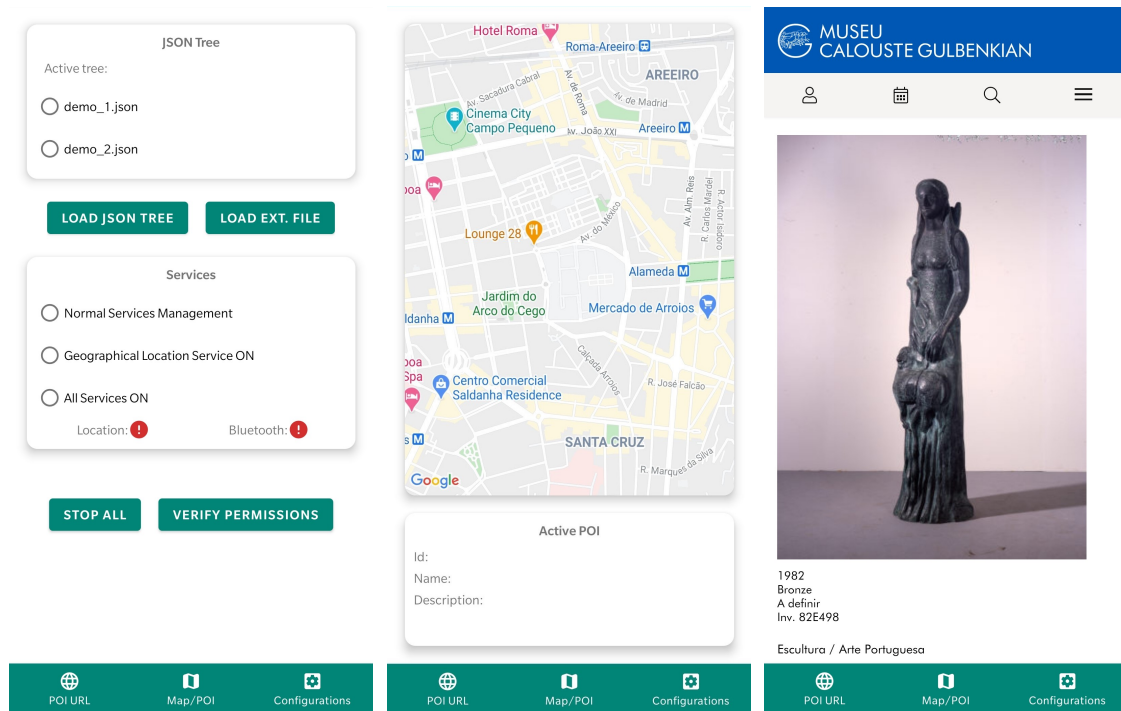 JSON Tree
Active tree:
demo_1.json
demo_2.json
LOAD JSON TREE
LOAD EXT. FILE
Services
Normal Services Management
Geographical Location Service ON
All Services ON
Location: !
Bluetooth: !
STOP ALL
VERIFY PERMISSIONS
POI URL
Map/POI
Configurations
Hotel Roma
Roma-Areeiro
AREEIRO
Av. Sacadura Cabral
Av. de Roma
Av. de Madrid
Cinema City
Campo Pequeno
Av. João XXI
Areeiro M
M
boa
Av. Alm. Reis
R. Carlos Mardel
R. Actor Isidoro
Lounge 28
Av. do México
Alameda M
Jardim do
Arco do Cego
Mercado de Arroios
ldanha M
Calçada Arroios
boa
Spa
Centro Comercial
Saldanha Residence
R. José Falcão
s M
SANTA CRUZ
R. Marques da Silva
Google
Active POI
Id:
Name:
Description:
POI URL
Map/POI
Configurations
MUSEU
CALOUSTE GULBENKIAN
1982
Bronze
A definir
Inv. 82E498
Escultura / Arte Portuguesa
POI URL
Map/POI
Configurations